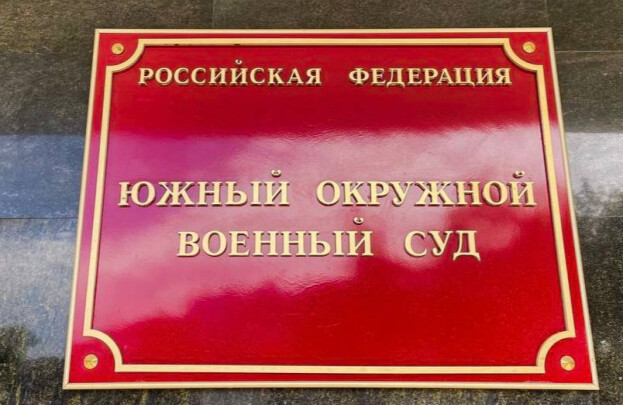 РОССИЙСКАЯ ФЕДЕРАЦИЯ
ЮЖНЫЙ ОКРУЖНОЙ
ВОЕННЫЙ СУД